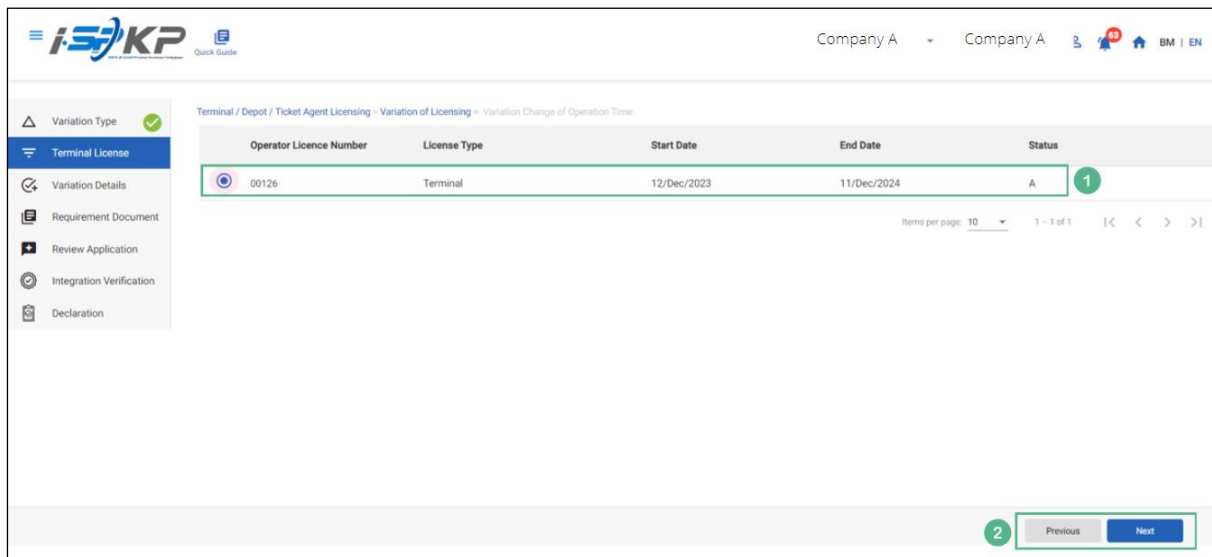 i-SPKP
Quick Guide
Company A
Company A
63
BM | EN
Variation Type
Terminal License
Variation Details
Requirement Document
Review Application
Integration Verification
Declaration
Terminal / Depot / Ticket Agent Licensing > Variation of Licensing > Variation Change of Operation Time
Operator Licence Number License Type Start Date End Date Status
00126 Terminal 12/Dec/2023 11/Dec/2024 A
1
Items per page: 10 1 – 1 of 1
2
Previous Next